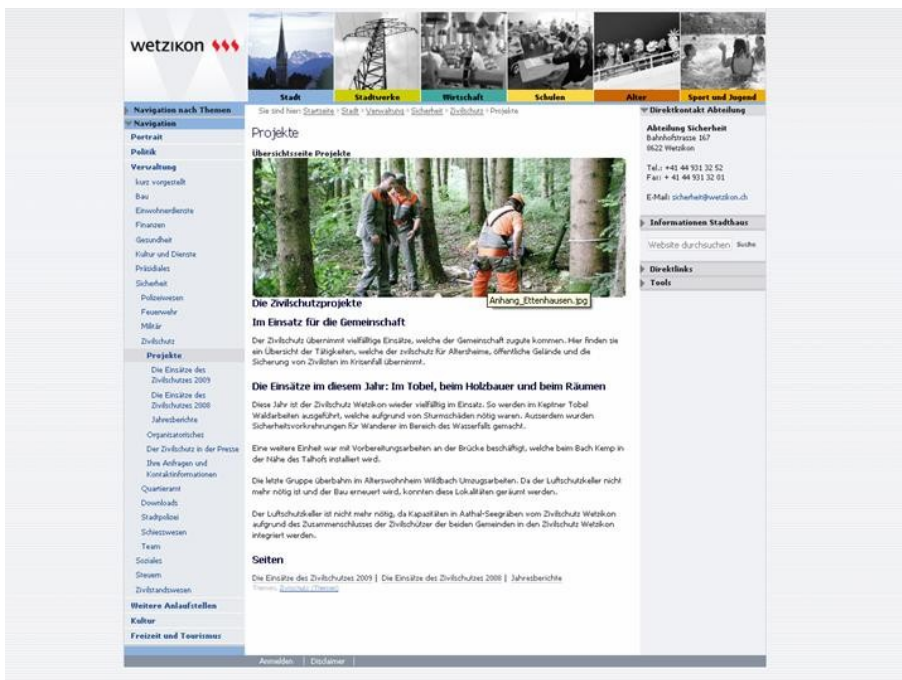 wetzikon
Stadt
Stadtwerke
Wirtschaft
Schulen
Alter
Sport und Jugend
Navigation nach Themen
Navigation
Portrait
Politik
Verwaltung
kurz vorgestellt
Bau
Einwohnerdienste
Finanzen
Gesundheit
Kultur und Dienste
Präsidiales
Sicherheit
Polizeiwesen
Feuerwehr
Militär
Zivilschutz
Projekte
Die Einsätze des
Zivilschutzes 2009
Die Einsätze des
Zivilschutzes 2008
Jahresberichte
Organisatorisches
Der Zivilschutz in der Presse
Ihre Anfragen und
Kontaktinformationen
Quartieramt
Downloads
Stadtpolizei
Schiesswesen
Team
Soziales
Steuern
Zivilstandswesen
Weitere Anlaufstellen
Kultur
Freizeit und Tourismus
Sie sind hier: Startseite > Stadt > Verwaltung > Sicherheit > Zivilschutz > Projekte
Projekte
Übersichtsseite Projekte
Anhang_Ettenhausen.jpg
Die Zivilschutzprojekte
Im Einsatz für die Gemeinschaft
Der Zivilschutz übernimmt vielfältige Einsätze, welche der Gemeinschaft zugute kommen. Hier finden sie
ein Übersicht der Tätigkeiten, welche der zvilschutz für Altersheime, öffentliche Gelände und die
Sicherung von Zivilisten im Krisenfall übernimmt.
Die Einsätze im diesem Jahr: Im Tobel, beim Holzbauer und beim Räumen
Diese Jahr ist der Zivilschutz Wetzikon wieder vielfältig im Einsatz. So werden im Keptner Tobel
Waldarbeiten ausgeführt, welche aufgrund von Sturmschäden nötig waren. Ausserdem wurden
Sicherheitsvorkrehrungen für Wanderer im Bereich des Wasserfalls gemacht.
Eine weitere Einheit war mit Vorbereitungsarbeiten an der Brücke beschäftigt, welche beim Bach Kemp in
der Nähe des Talhofs installiert wird.
Die letzte Gruppe überbahm im Alterswohnheim Wildbach Umzugsarbeiten. Da der Luftschutzkeller nicht
mehr nötig ist und der Bau erneuert wird, konnten diese Lokalitäten geräumt werden.
Der Luftschutzkeller ist nicht mehr nötig, da Kapazitäten in Aathal-Seegräben vom Zivilschutz Wetzikon
aufgrund des Zusammenschlusses der Zivilschützer der beiden Gemeinden in den Zivilschutz Wetzikon
integriert werden.
Seiten
Die Einsätze des Zivilschutzes 2009 | Die Einsätze des Zivilschutzes 2008 | Jahresberichte
Themen: Zivilschutz (Themen)
Direktkontakt Abteilung
Abteilung Sicherheit
Bahnhofstrasse 167
8622 Wetzikon
Tel.: +41 44 931 32 52
Fax: + 41 44 931 32 01
E-Mail: sicherheit@wetzikon.ch
Informationen Stadthaus
Website durchsuchen Suche
Direktlinks
Tools
Anmelden | Disclaimer |